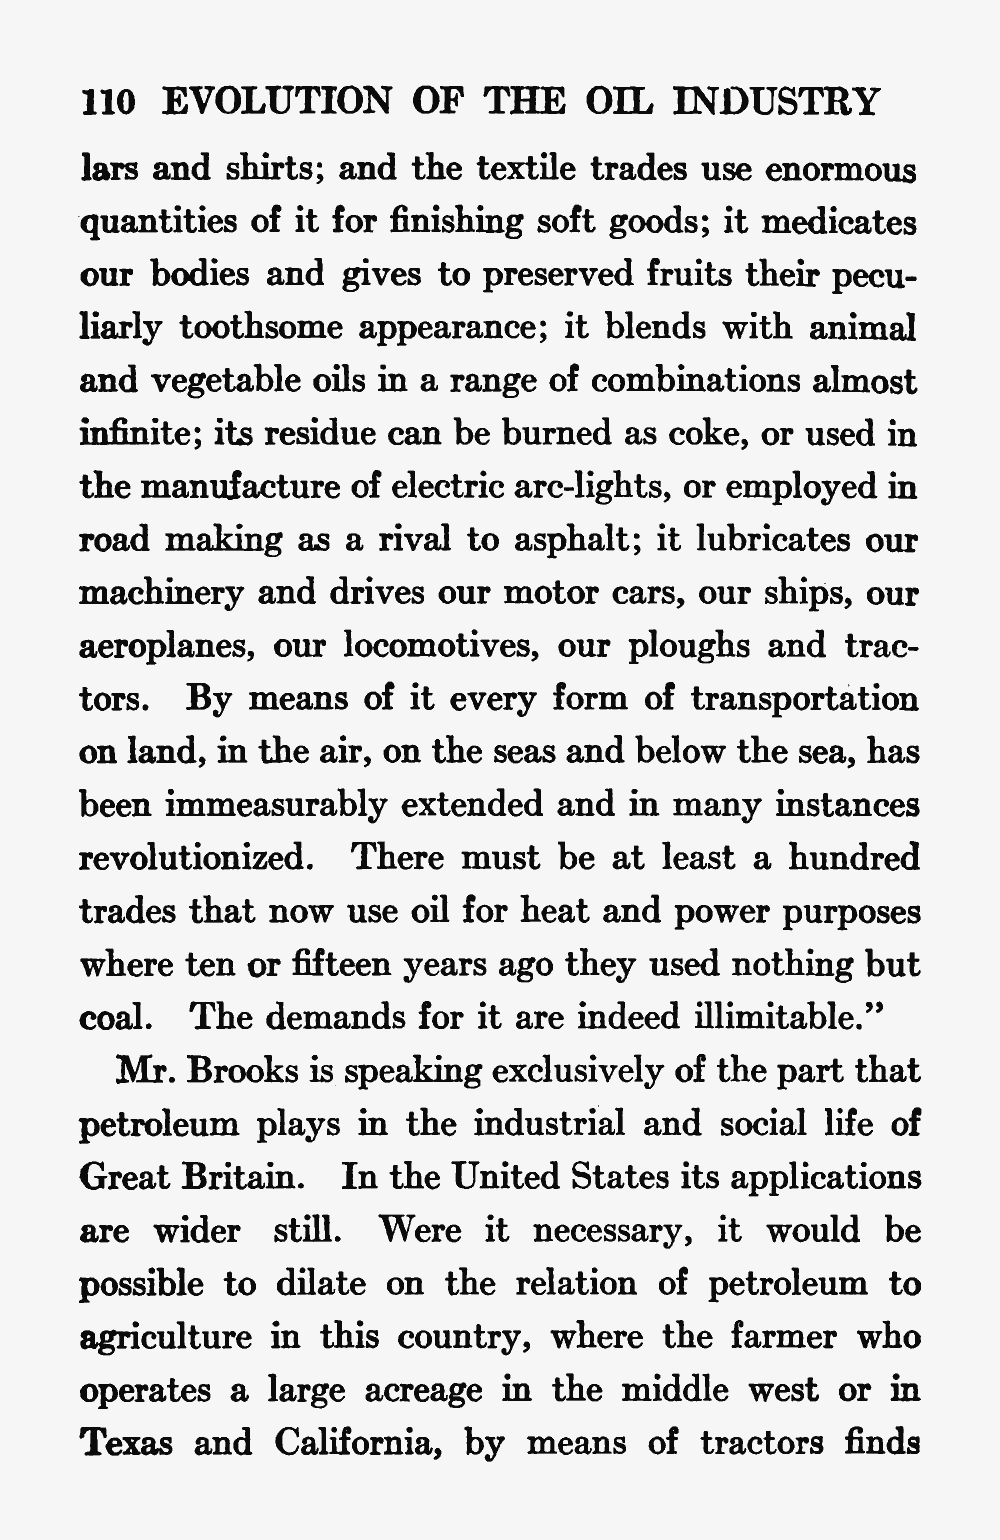 110 EVOLUTION OF THE OIL INDUSTRY
lars and shirts; and the textile trades use enormous
quantities of it for finishing soft goods; it medicates
our bodies and gives to preserved fruits their pecu-
liarly toothsome appearance; it blends with animal
and vegetable oils in a range of combinations almost
infinite; its residue can be burned as coke, or used in
the manufacture of electric arc-lights, or employed in
road making as a rival to asphalt; it lubricates our
machinery and drives our motor cars, our ships, our
aeroplanes, our locomotives, our ploughs and trac-
tors. By means of it every form of transportation
on land, in the air, on the seas and below the sea, has
been immeasurably extended and in many instances
revolutionized. There must be at least a hundred
trades that now use oil for heat and power purposes
where ten or fifteen years ago they used nothing but
coal. The demands for it are indeed illimitable.”
Mr. Brooks is speaking exclusively of the part that
petroleum plays in the industrial and social life of
Great Britain. In the United States its applications
are wider still. Were it necessary, it would be
possible to dilate on the relation of petroleum to
agriculture in this country, where the farmer who
operates a large acreage in the middle west or in
Texas and California, by means of tractors finds